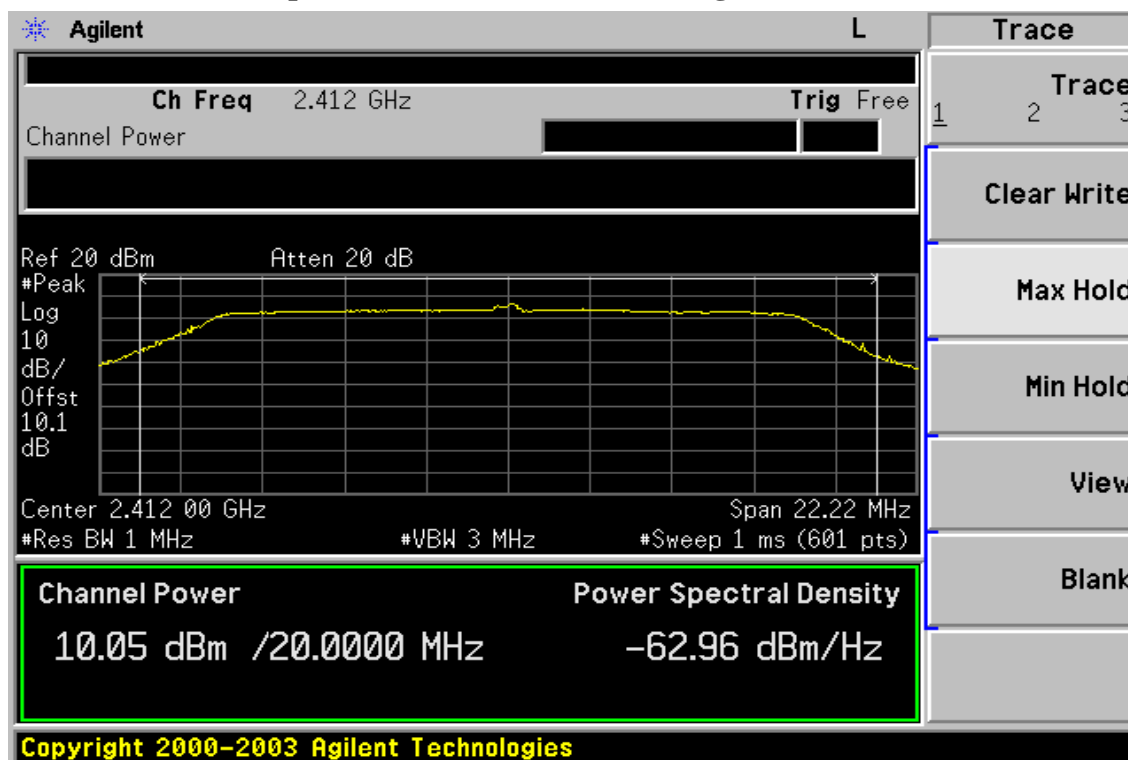 Agilent L Trace
Ch Freq 2.412 GHz Trig Free
Channel Power
Trace
1 2 3
Clear Write
Max Hold
Min Hold
View
Blank
Ref 20 dBm Atten 20 dB
#Peak
Log
10
dB/
Offst
10.1
dB
Center 2.412 00 GHz Span 22.22 MHz
#Res BW 1 MHz #VBW 3 MHz #Sweep 1 ms (601 pts)
Channel Power Power Spectral Density
10.05 dBm /20.0000 MHz -62.96 dBm/Hz
Copyright 2000-2003 Agilent Technologies